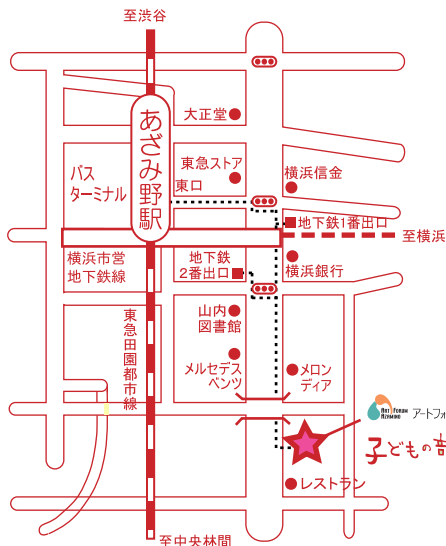 至渋谷
大正堂
あざみ野駅
バス
ターミナル
東急ストア
東口
横浜信金
地下鉄1番出口
至横浜
横浜市営
地下鉄線
地下鉄
2番出口
横浜銀行
東急田園都市線
山内
図書館
メルセデス
ベンツ
メロン
ディア
ART FORUM
AZAMINO
アートフォ
子どもの音
レストラン
至中央林間